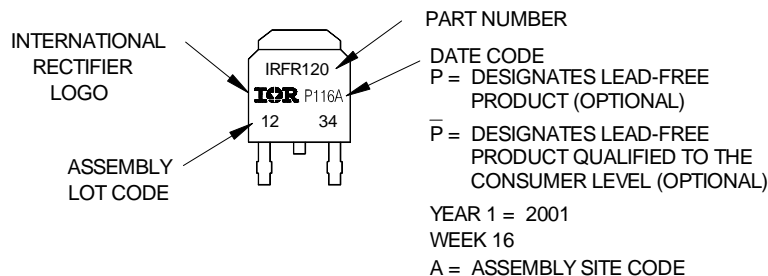 INTERNATIONAL
RECTIFIER
LOGO
ASSEMBLY
LOT CODE
IRFR120
IOR P116A
12 34
PART NUMBER
DATE CODE
P = DESIGNATES LEAD-FREE
PRODUCT (OPTIONAL)
P̅ = DESIGNATES LEAD-FREE
PRODUCT QUALIFIED TO THE
CONSUMER LEVEL (OPTIONAL)
YEAR 1 = 2001
WEEK 16
A = ASSEMBLY SITE CODE